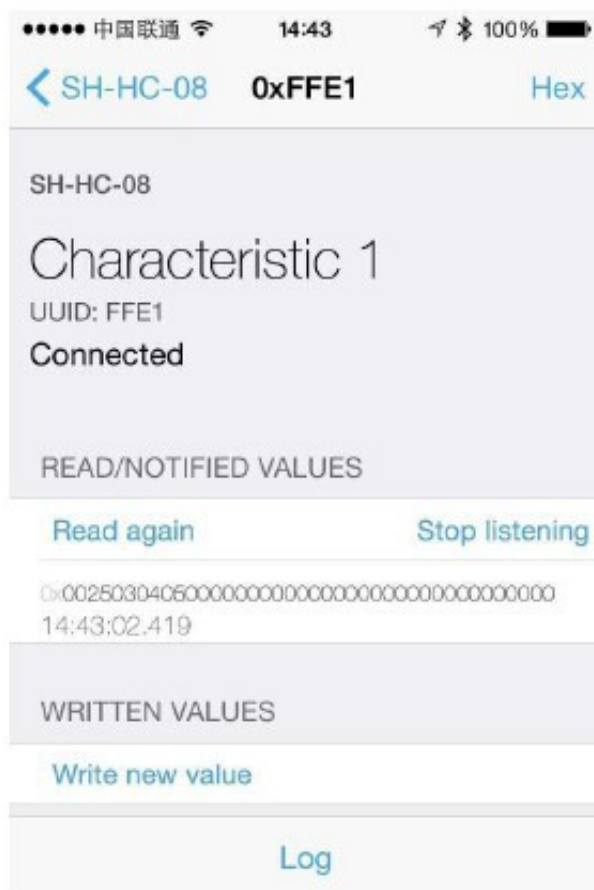 中国联通 14:43 100%
SH-HC-08 0xFFE1 Hex
SH-HC-08
Characteristic 1
UUID: FFE1
Connected
READ/NOTIFIED VALUES
Read again Stop listening
14:43:02.419
WRITTEN VALUES
Write new value
Log